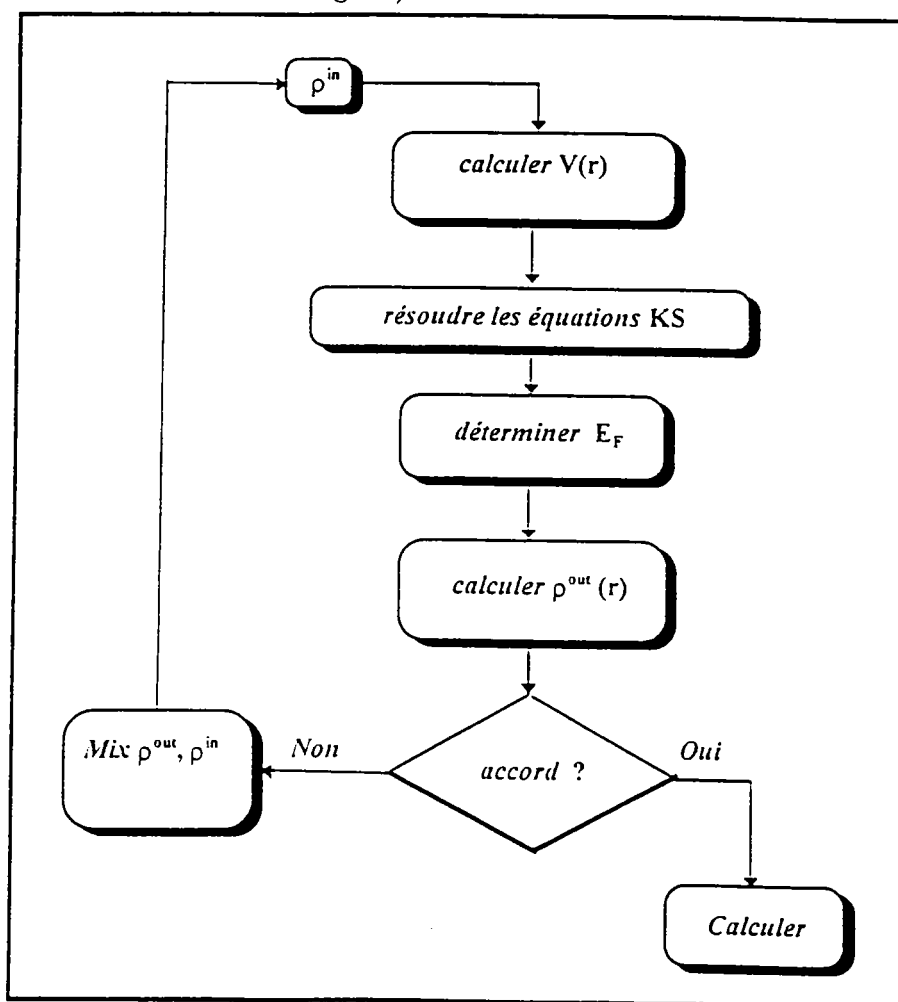 ρ^in
calculer V(r)
résoudre les équations KS
déterminer E_F
calculer ρ^out (r)
Mix ρ^out, ρ^in
Non
accord ?
Oui
Calculer